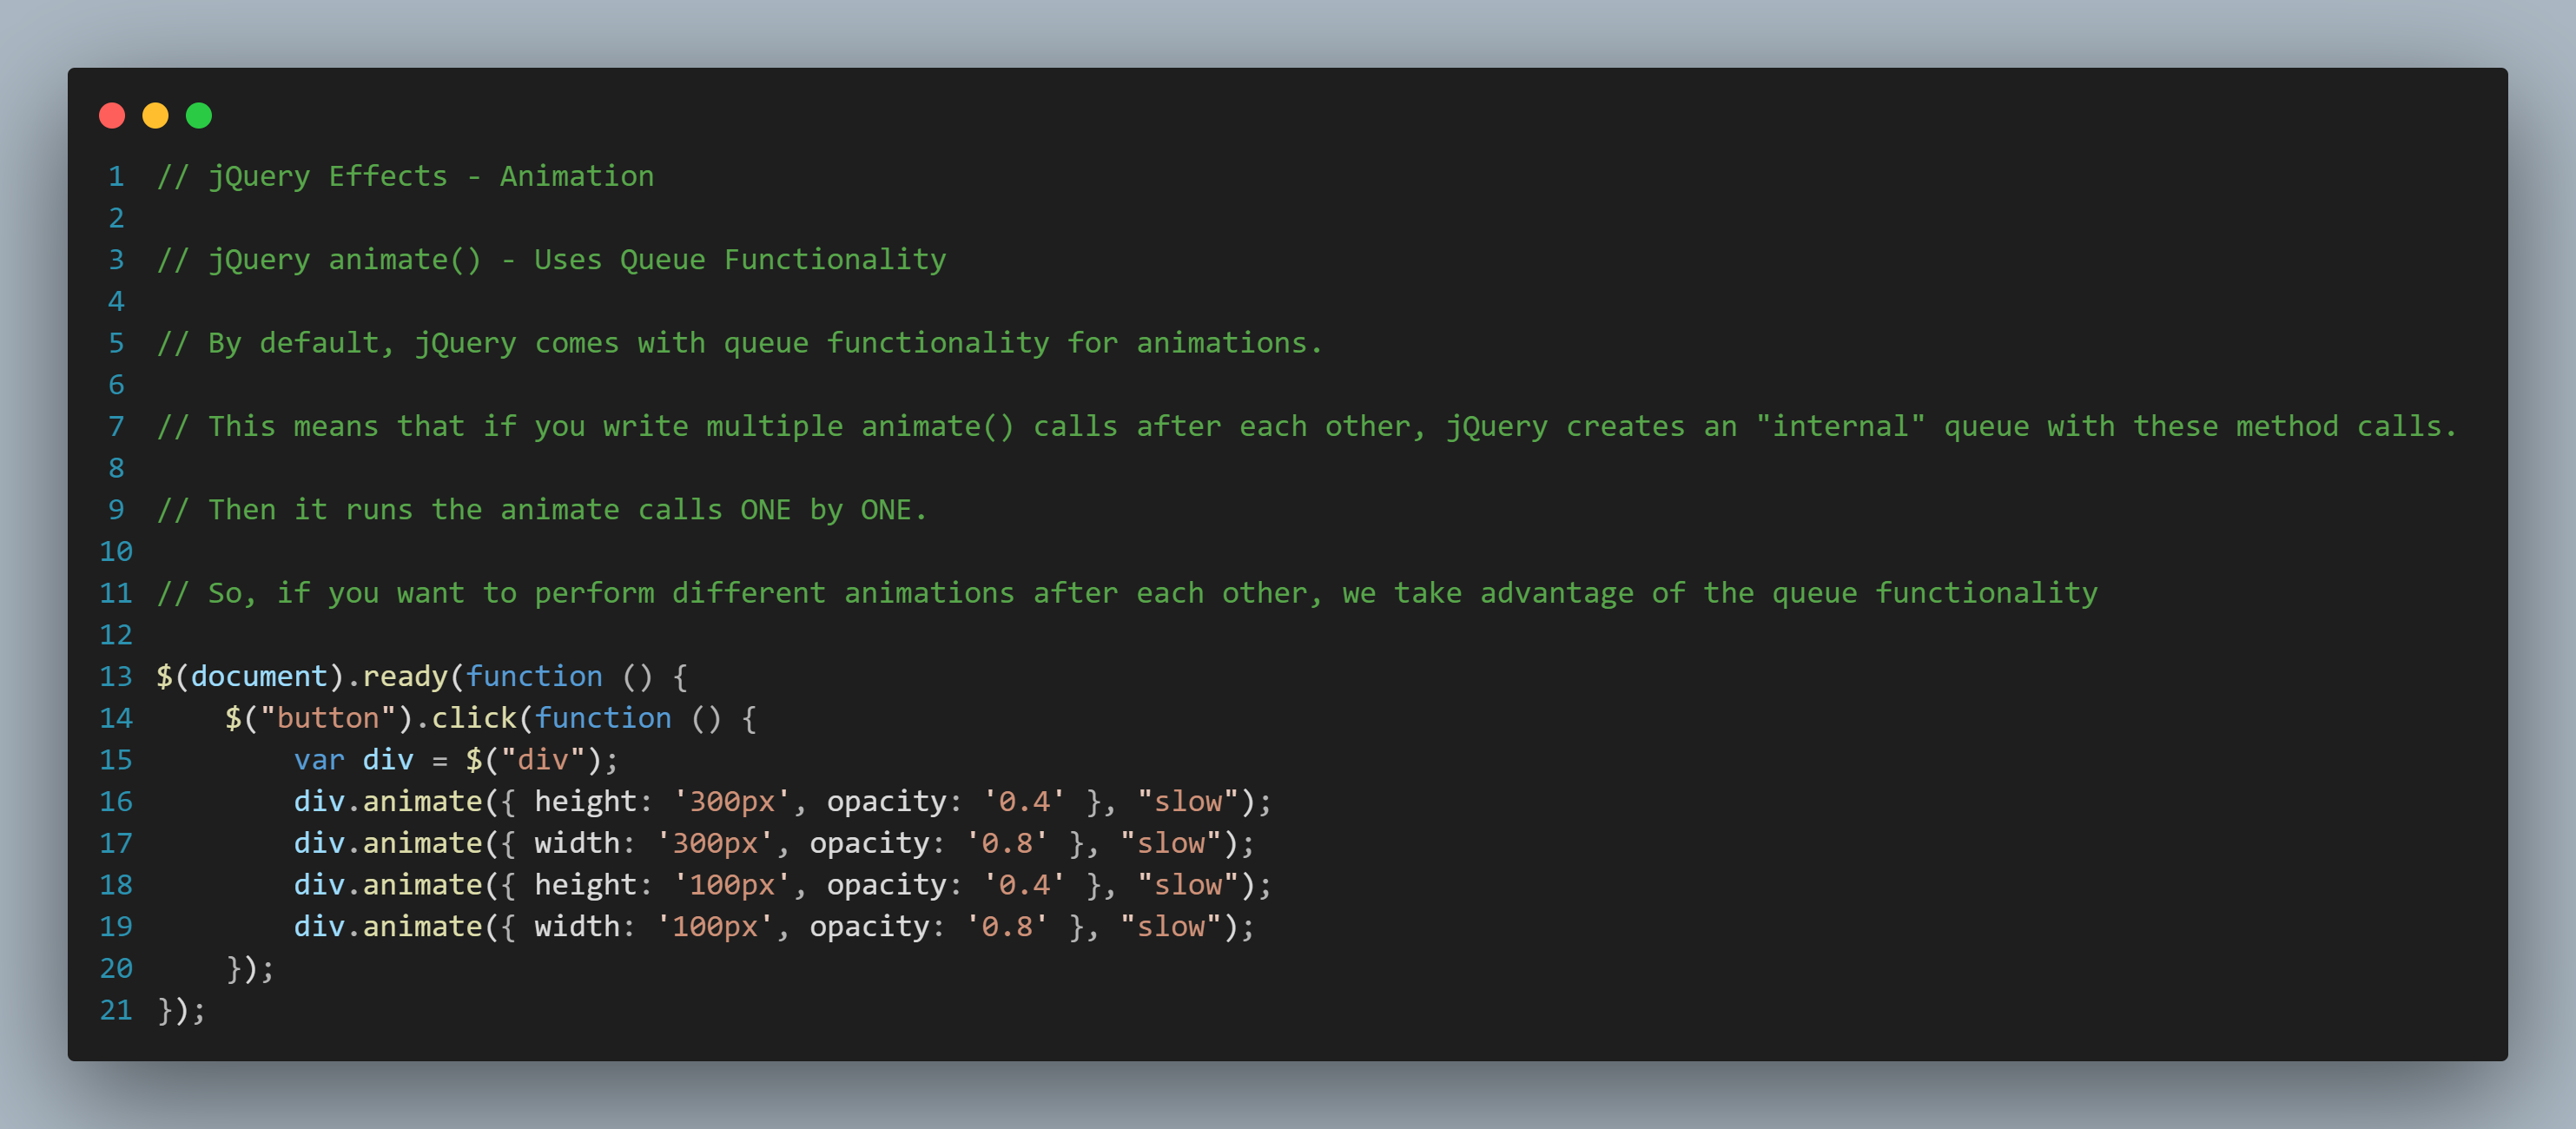 1 // jQuery Effects - Animation
2
3 // jQuery animate() - Uses Queue Functionality
4
5 // By default, jQuery comes with queue functionality for animations.
6
7 // This means that if you write multiple animate() calls after each other, jQuery creates an "internal" queue with these method calls.
8
9 // Then it runs the animate calls ONE by ONE.
10
11 // So, if you want to perform different animations after each other, we take advantage of the queue functionality
12
13 $(document).ready(function () {
14     $("button").click(function () {
15         var div = $("div");
16         div.animate({ height: '300px', opacity: '0.4' }, "slow");
17         div.animate({ width: '300px', opacity: '0.8' }, "slow");
18         div.animate({ height: '100px', opacity: '0.4' }, "slow");
19         div.animate({ width: '100px', opacity: '0.8' }, "slow");
20     });
21 });